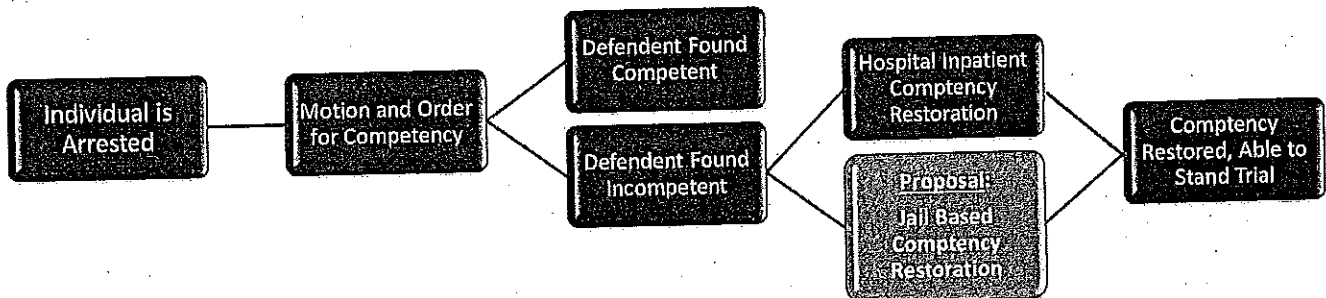 Individual is
Arrested
Motion and Order
for Competency
Defendent Found
Competent
Defendent Found
Incompetent
Hospital Inpatient
Comptency
Restoration
Proposal:
Jail Based
Comptency
Restoration
Comptency
Restored, Able to
Stand Trial